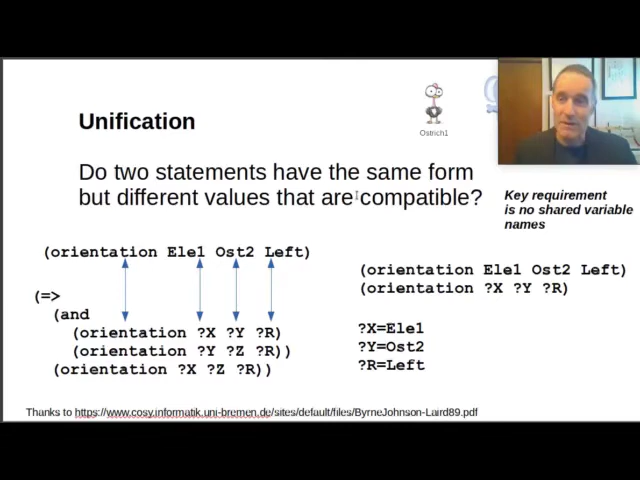 Ostrich1
Unification
Do two statements have the same form
but different values that are compatible?
Key requirement
is no shared variable
names
(orientation Ele1 Ost2 Left)
(=>
(and
(orientation ?X ?Y ?R)
(orientation ?Y ?Z ?R))
(orientation ?X ?Z ?R))
(orientation Ele1 Ost2 Left)
(orientation ?X ?Y ?R)
?X=Ele1
?Y=Ost2
?R=Left
Thanks to https://www.cosy.informatik.uni-bremen.de/sites/default/files/ByrneJohnson-Laird89.pdf